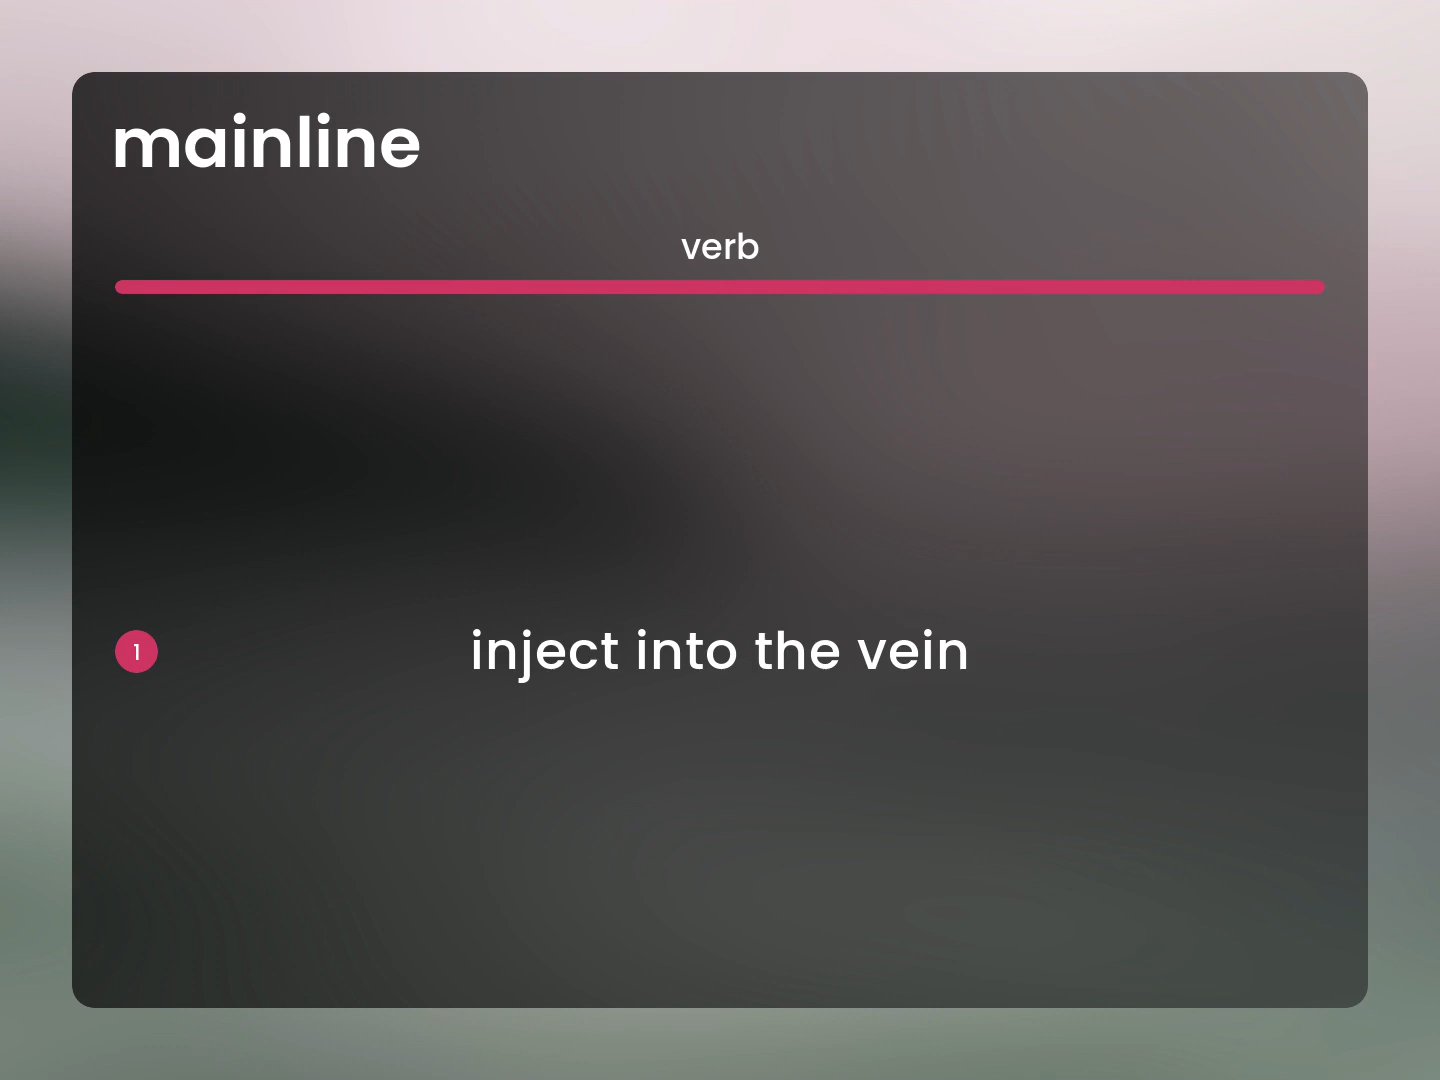 mainline
verb
1 inject into the vein